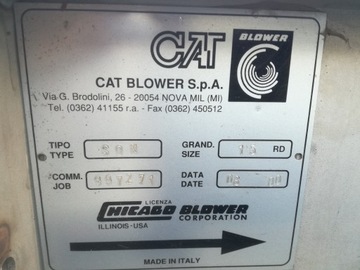 CAT
BLOWER
CAT BLOWER S.p.A.
Via G. Brodolini, 26 - 20054 NOVA MIL (MI)
Tel. (0362) 41155 r.a. - Fax (0362) 450512
TIPO
TYPE
GRAND.
SIZE
15 RD
COMM.
JOB
DATA
DATE
LICENZA
CHICAGO BLOWER
CORPORATION
ILLINOIS - USA
MADE IN ITALY